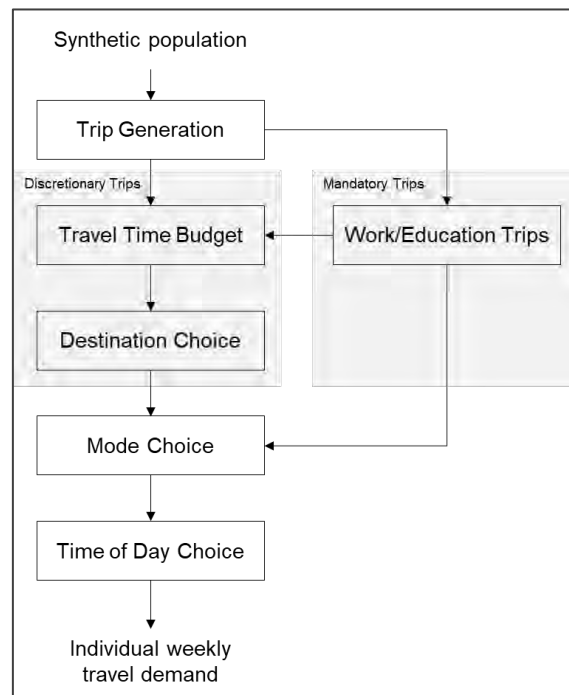 Synthetic population
Trip Generation
Discretionary Trips
Mandatory Trips
Travel Time Budget
Work/Education Trips
Destination Choice
Mode Choice
Time of Day Choice
Individual weekly
travel demand